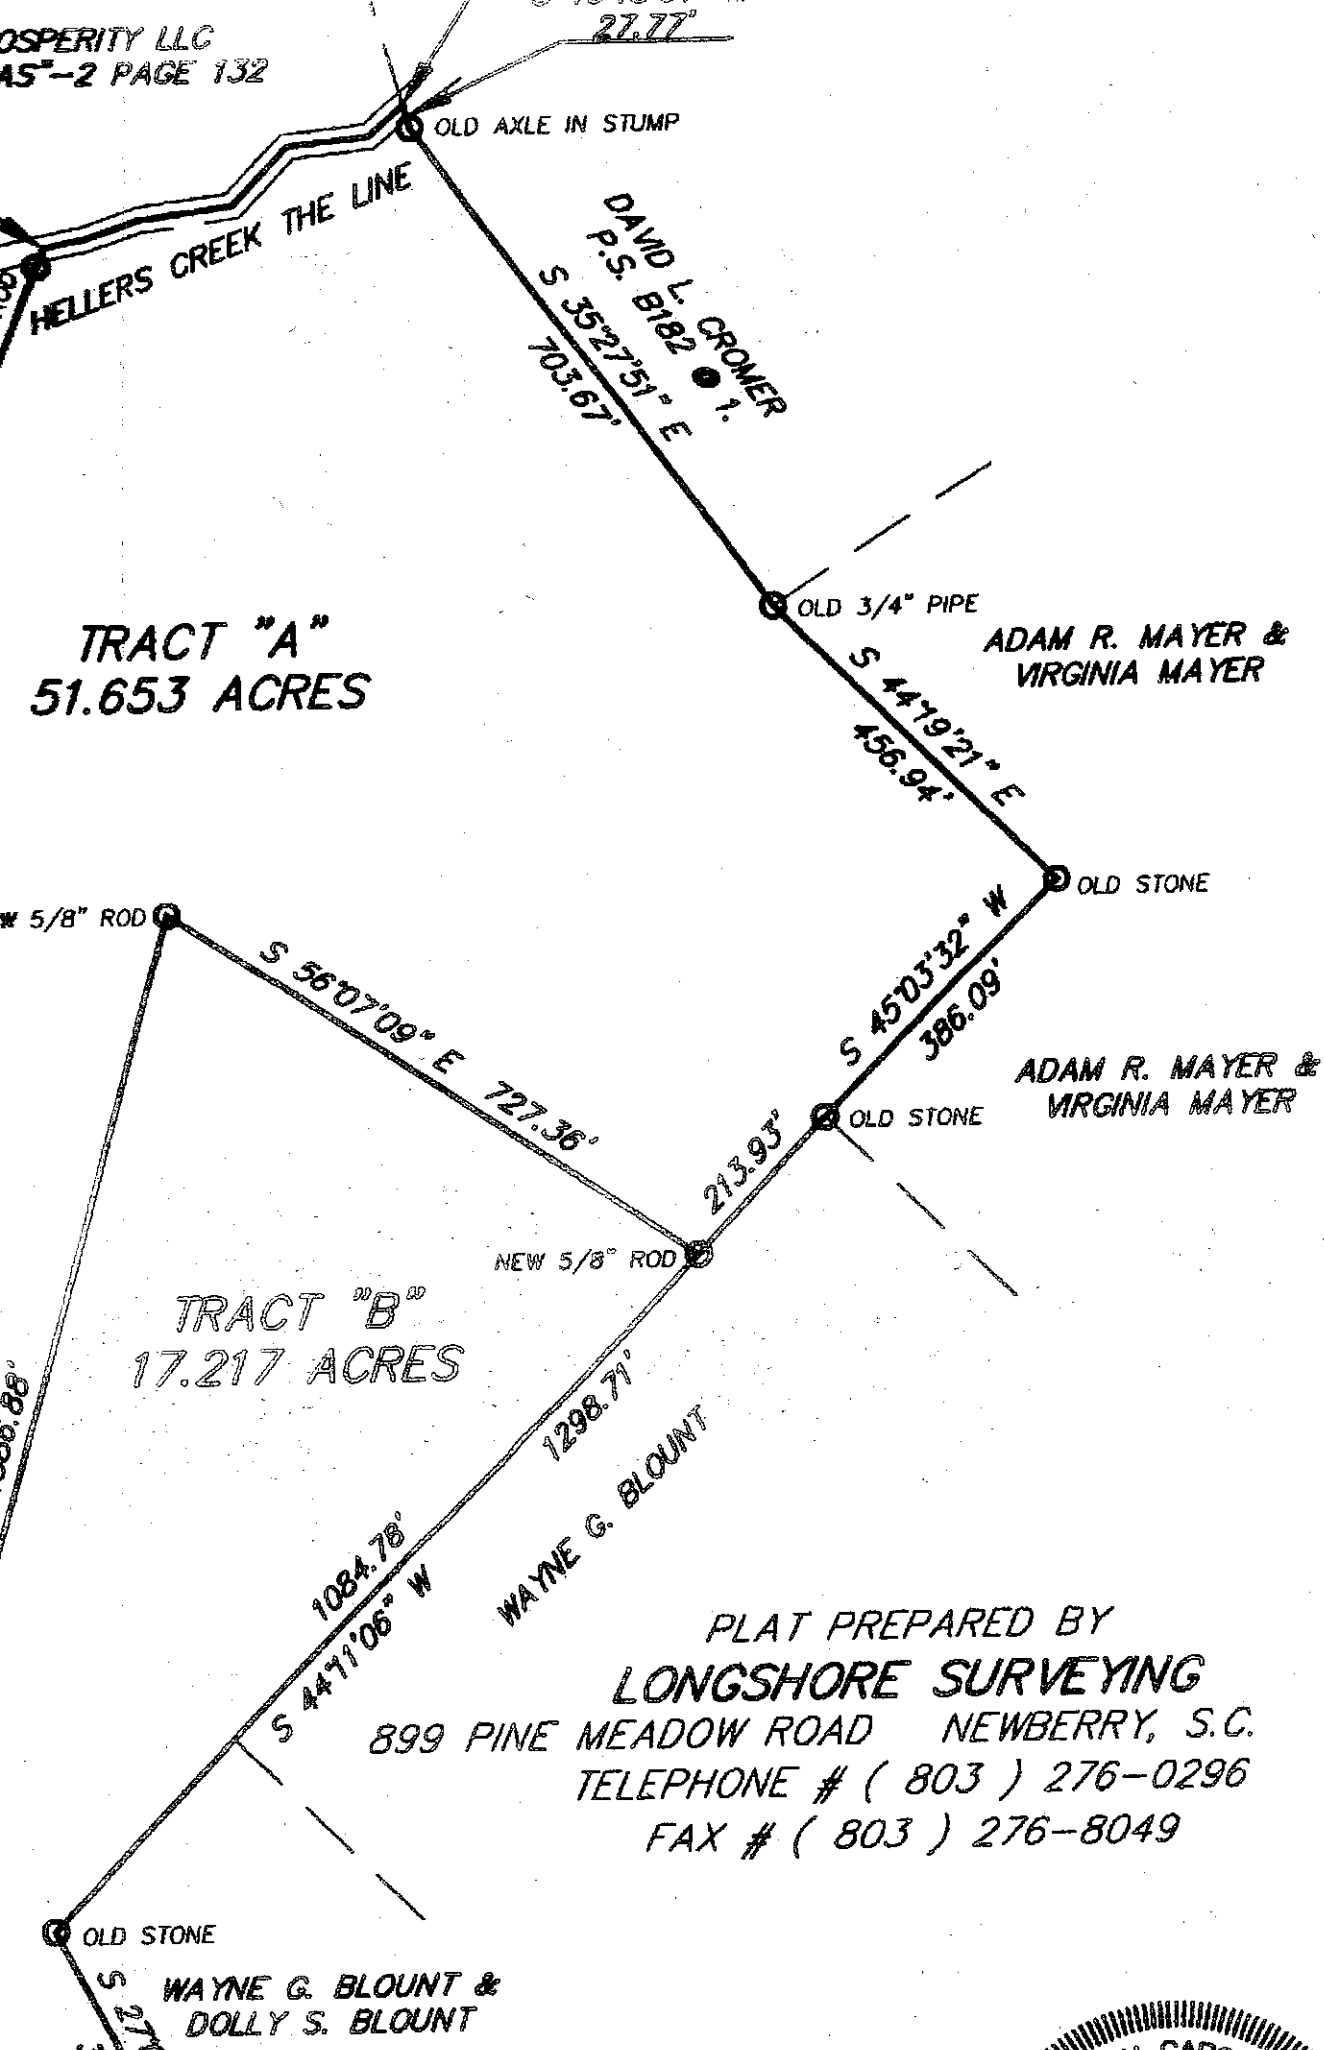 27.77'
LLC
PAGE 132
OLD AXLE IN STUMP
HELLERS CREEK THE LINE
DAVID L. CROMER
P.S. B182 @ 1.
S 35°27'51" E
703.67'
OLD 3/4" PIPE
ADAM R. MAYER &
VIRGINIA MAYER
S 44°19'21" E
456.94'
TRACT "A"
51.653 ACRES
OLD STONE
5/8" ROD
S 45°03'32" W
386.09'
S 56°07'09" E 727.36'
ADAM R. MAYER &
VIRGINIA MAYER
OLD STONE
213.93'
NEW 5/8" ROD
TRACT "B"
17.217 ACRES
1298.71'
WAYNE G. BLOUNT
1084.78'
S 44°11'06" W
PLAT PREPARED BY
LONGSHORE SURVEYING
899 PINE MEADOW ROAD NEWBERRY, S.C.
TELEPHONE # ( 803 ) 276-0296
FAX # ( 803 ) 276-8049
OLD STONE
WAYNE G. BLOUNT &
DOLLY S. BLOUNT
S 27°